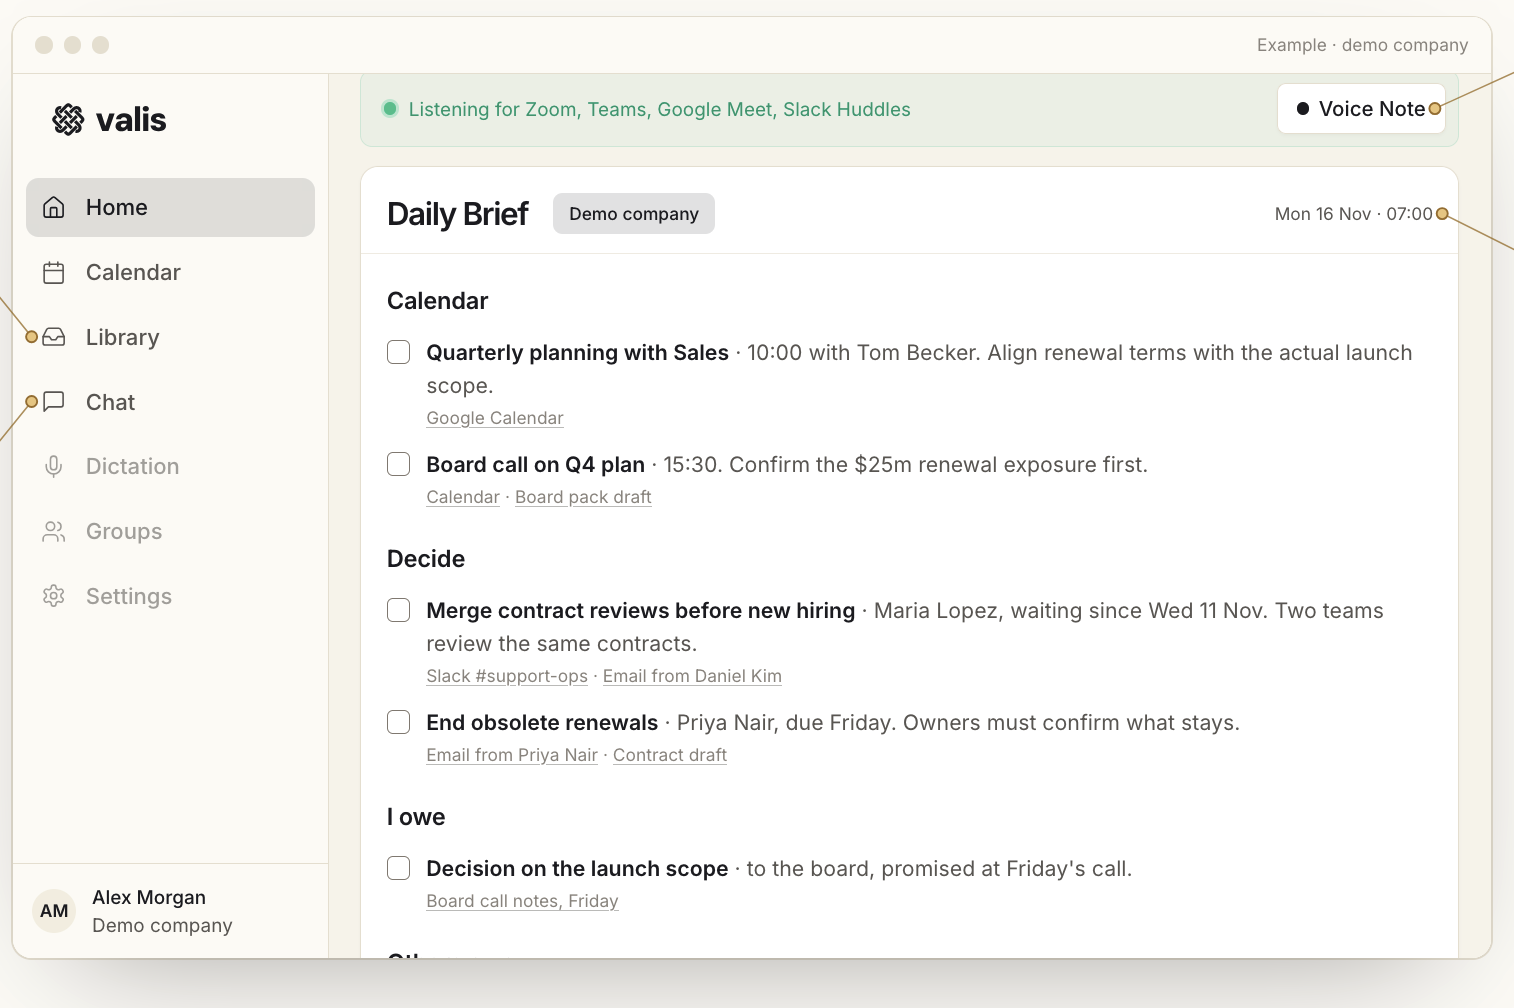 Example · demo company
valis
Home
Calendar
Library
Chat
Dictation
Groups
Settings
AM
Alex Morgan
Demo company
Listening for Zoom, Teams, Google Meet, Slack Huddles
Voice Note
Daily Brief
Demo company
Mon 16 Nov · 07:00
Calendar
Quarterly planning with Sales · 10:00 with Tom Becker. Align renewal terms with the actual launch
scope.
Google Calendar
Board call on Q4 plan · 15:30. Confirm the $25m renewal exposure first.
Calendar · Board pack draft
Decide
Merge contract reviews before new hiring · Maria Lopez, waiting since Wed 11 Nov. Two teams
review the same contracts.
Slack #support-ops · Email from Daniel Kim
End obsolete renewals · Priya Nair, due Friday. Owners must confirm what stays.
Email from Priya Nair · Contract draft
I owe
Decision on the launch scope · to the board, promised at Friday's call.
Board call notes, Friday